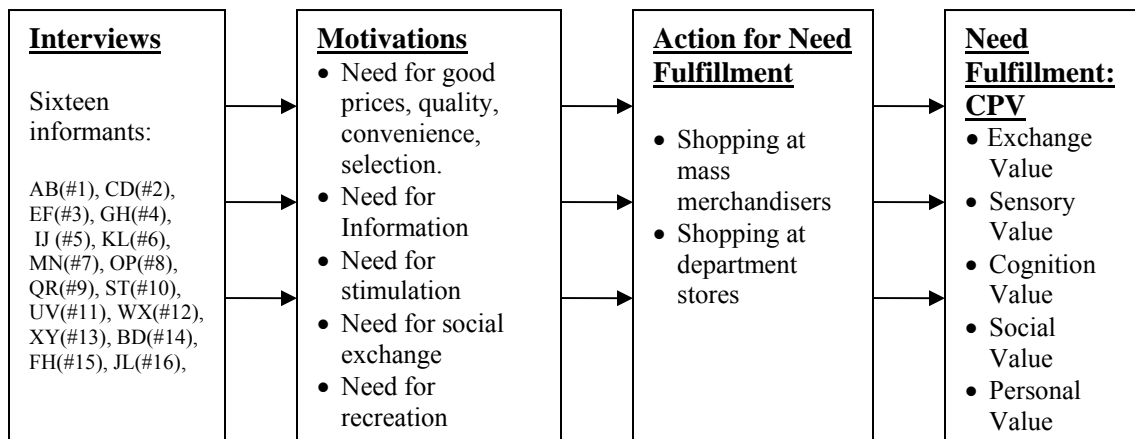 Interviews
Sixteen
informants:
AB(#1), CD(#2),
EF(#3), GH(#4),
IJ (#5), KL(#6),
MN(#7), OP(#8),
QR(#9), ST(#10),
UV(#11), WX(#12),
XY(#13), BD(#14),
FH(#15), JL(#16),
Motivations
• Need for good
prices, quality,
convenience,
selection.
• Need for
Information
• Need for
stimulation
• Need for social
exchange
• Need for
recreation
Action for Need
Fulfillment
• Shopping at
mass
merchandisers
• Shopping at
department
stores
Need
Fulfillment:
CPV
• Exchange
Value
• Sensory
Value
• Cognition
Value
• Social
Value
• Personal
Value